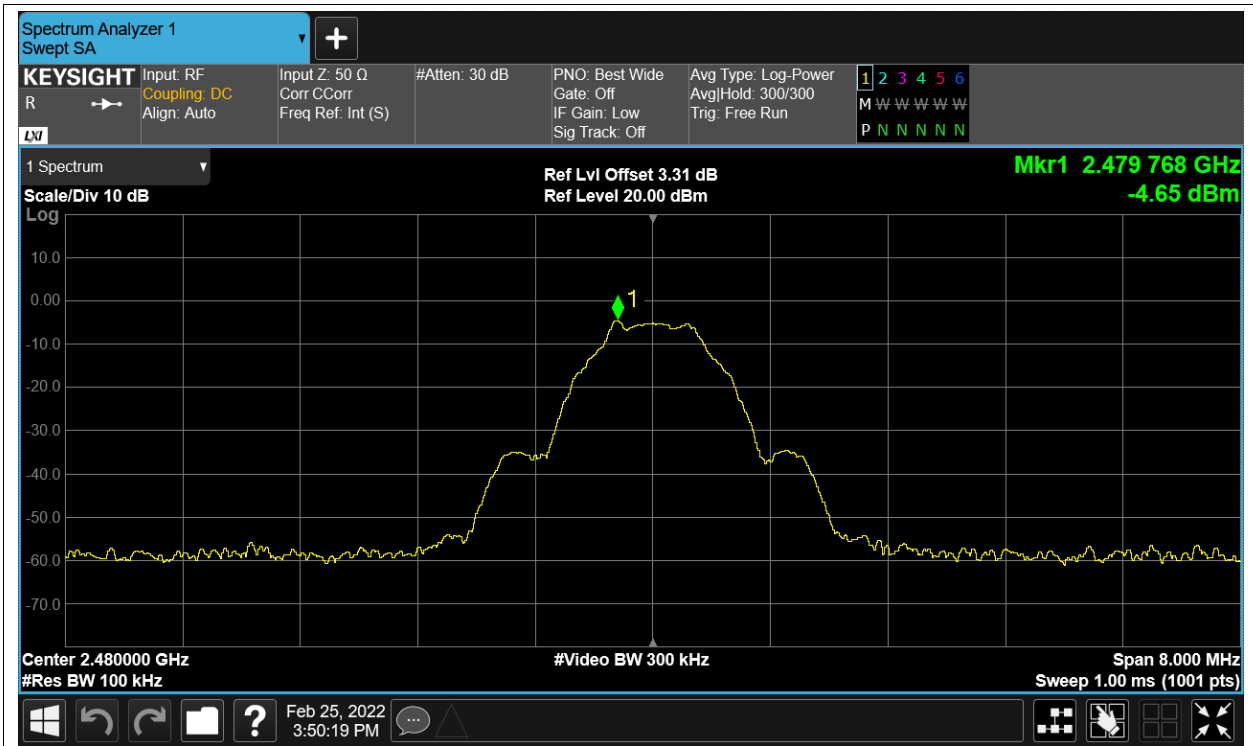 Spectrum Analyzer 1
Swept SA
KEYSIGHT
R
LXI
Input: RF
Coupling: DC
Align: Auto
Input Z: 50 Ω
Corr CCorr
Freq Ref: Int (S)
#Atten: 30 dB
PNO: Best Wide
Gate: Off
IF Gain: Low
Sig Track: Off
Avg Type: Log-Power
Avg|Hold: 300/300
Trig: Free Run
1 2 3 4 5 6
M W W W W W
P N N N N N
1 Spectrum
Scale/Div 10 dB
Log
Ref Lvl Offset 3.31 dB
Ref Level 20.00 dBm
Mkr1 2.479 768 GHz
-4.65 dBm
10.0
0.00
1
-10.0
-20.0
-30.0
-40.0
-50.0
-60.0
-70.0
Center 2.480000 GHz
#Res BW 100 kHz
#Video BW 300 kHz
Span 8.000 MHz
Sweep 1.00 ms (1001 pts)
?
Feb 25, 2022
3:50:19 PM